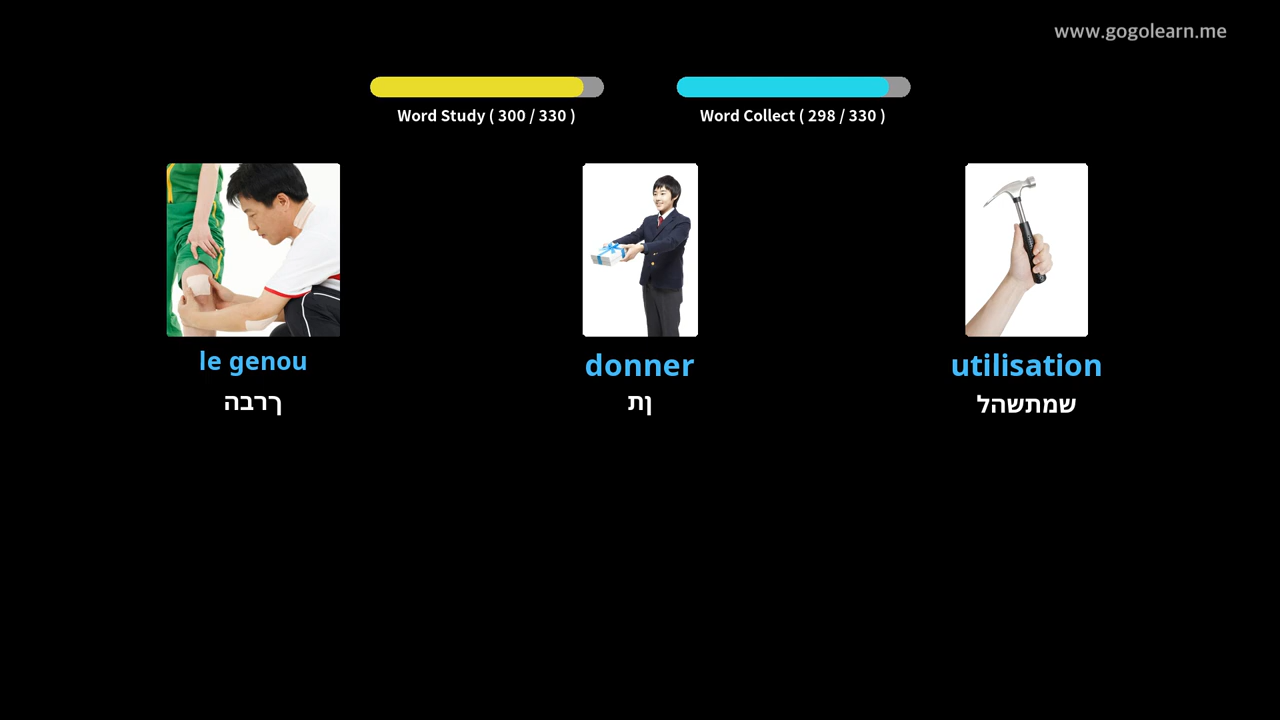 www.gogolearn.me
Word Study ( 300 / 330 )
Word Collect ( 298 / 330 )
le genou
הברך
donner
תן
utilisation
להשתמש